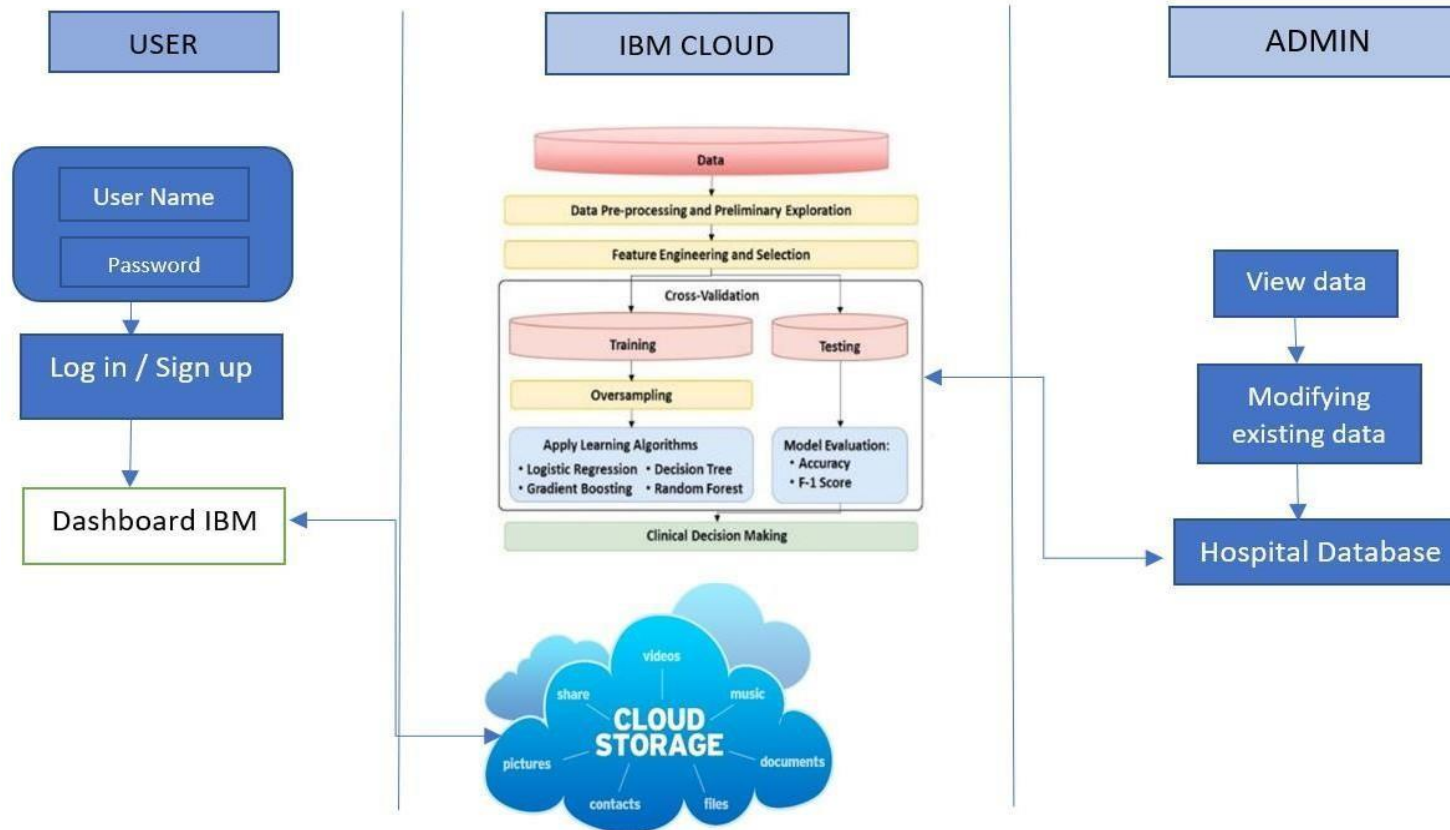 USER
IBM CLOUD
ADMIN
User Name
Password
Log in / Sign up
Dashboard IBM
Data
Data Pre-processing and Preliminary Exploration
Feature Engineering and Selection
Cross-Validation
Training
Testing
Oversampling
Apply Learning Algorithms
• Logistic Regression • Decision Tree
• Gradient Boosting • Random Forest
Model Evaluation:
• Accuracy
• F-1 Score
Clinical Decision Making
videos
share
music
CLOUD
STORAGE
pictures
documents
contacts
files
View data
Modifying
existing data
Hospital Database